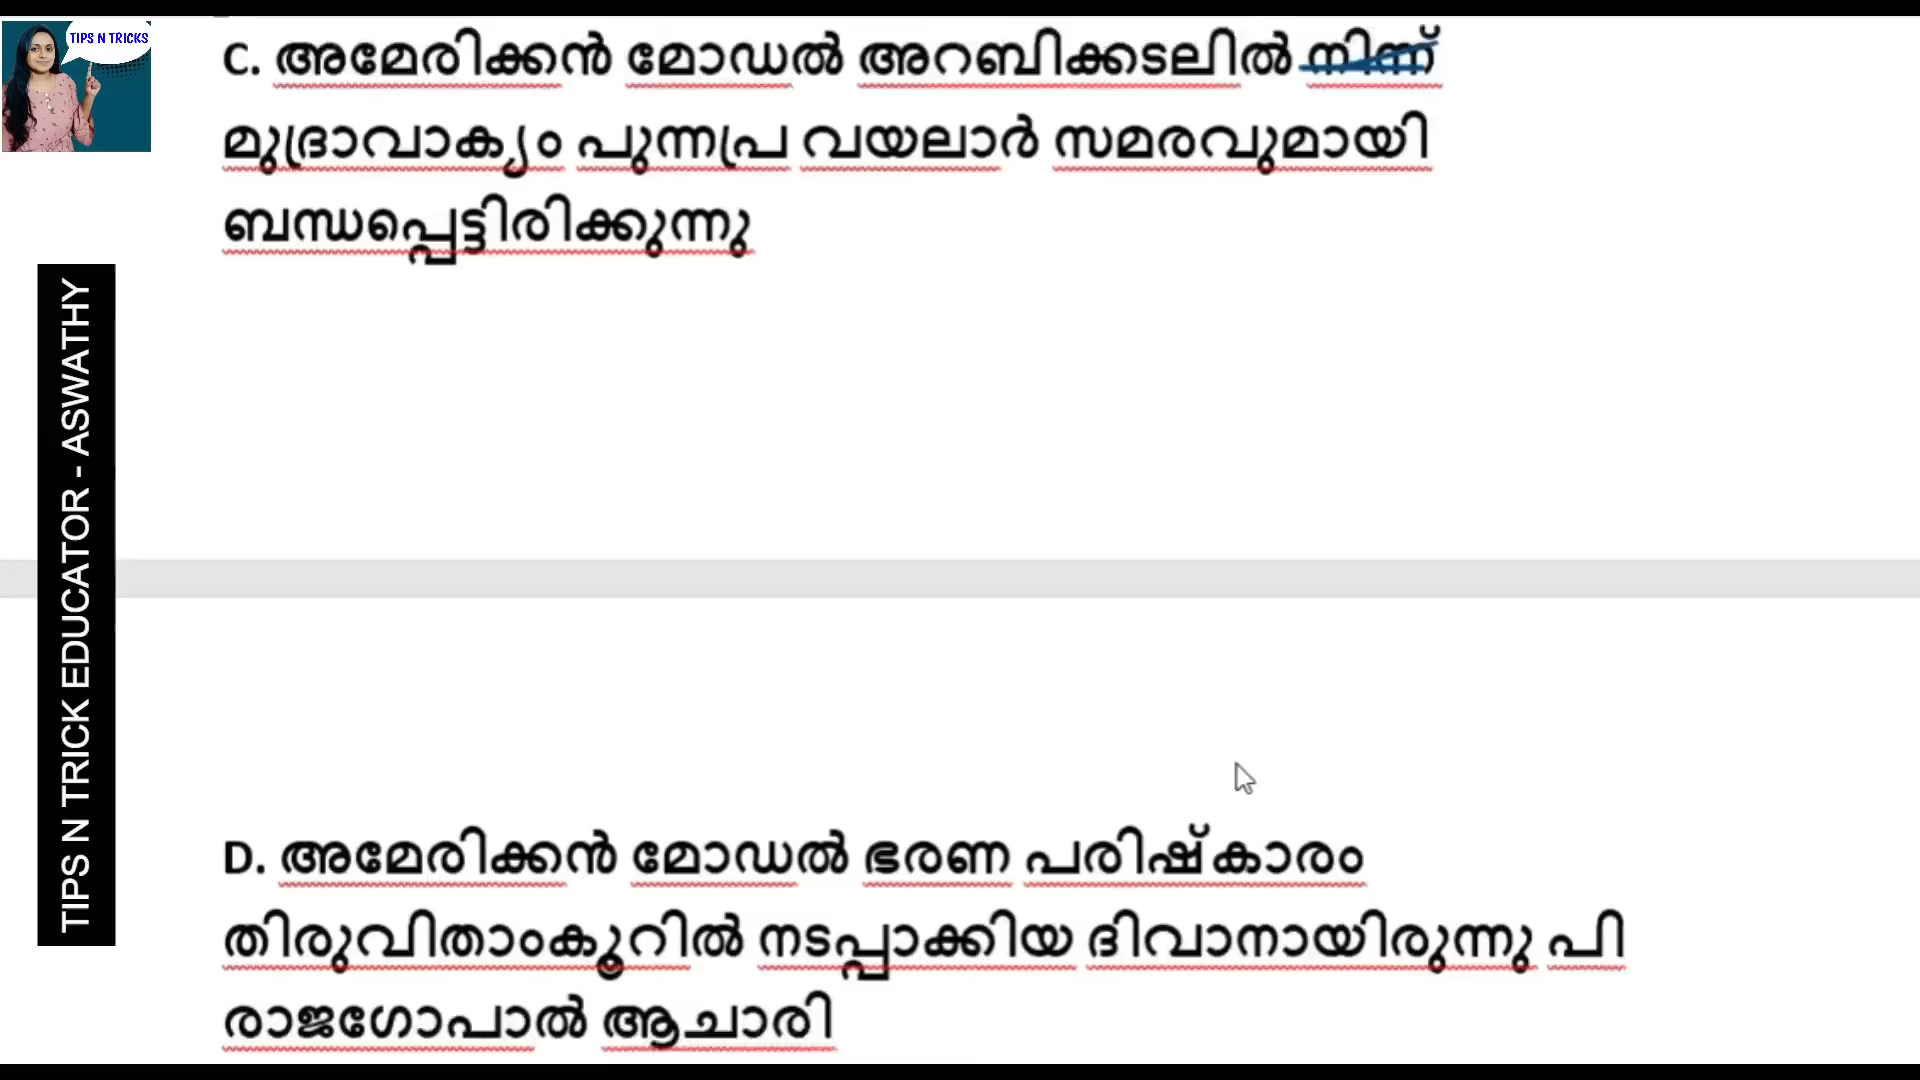 TIPS N TRICKS
C. അമേരിക്കൻ മോഡൽ അറബിക്കടലിൽ നിന്ന്
മുദ്രാവാക്യം പുന്നപ്ര വയലാർ സമരവുമായി
ബന്ധപ്പെട്ടിരിക്കുന്നു
TIPS N TRICK EDUCATOR - ASWATHY
D. അമേരിക്കൻ മോഡൽ ഭരണ പരിഷ്കാരം
തിരുവിതാംകൂറിൽ നടപ്പാക്കിയ ദിവാനായിരുന്നു പി
രാജഗോപാൽ ആചാരി